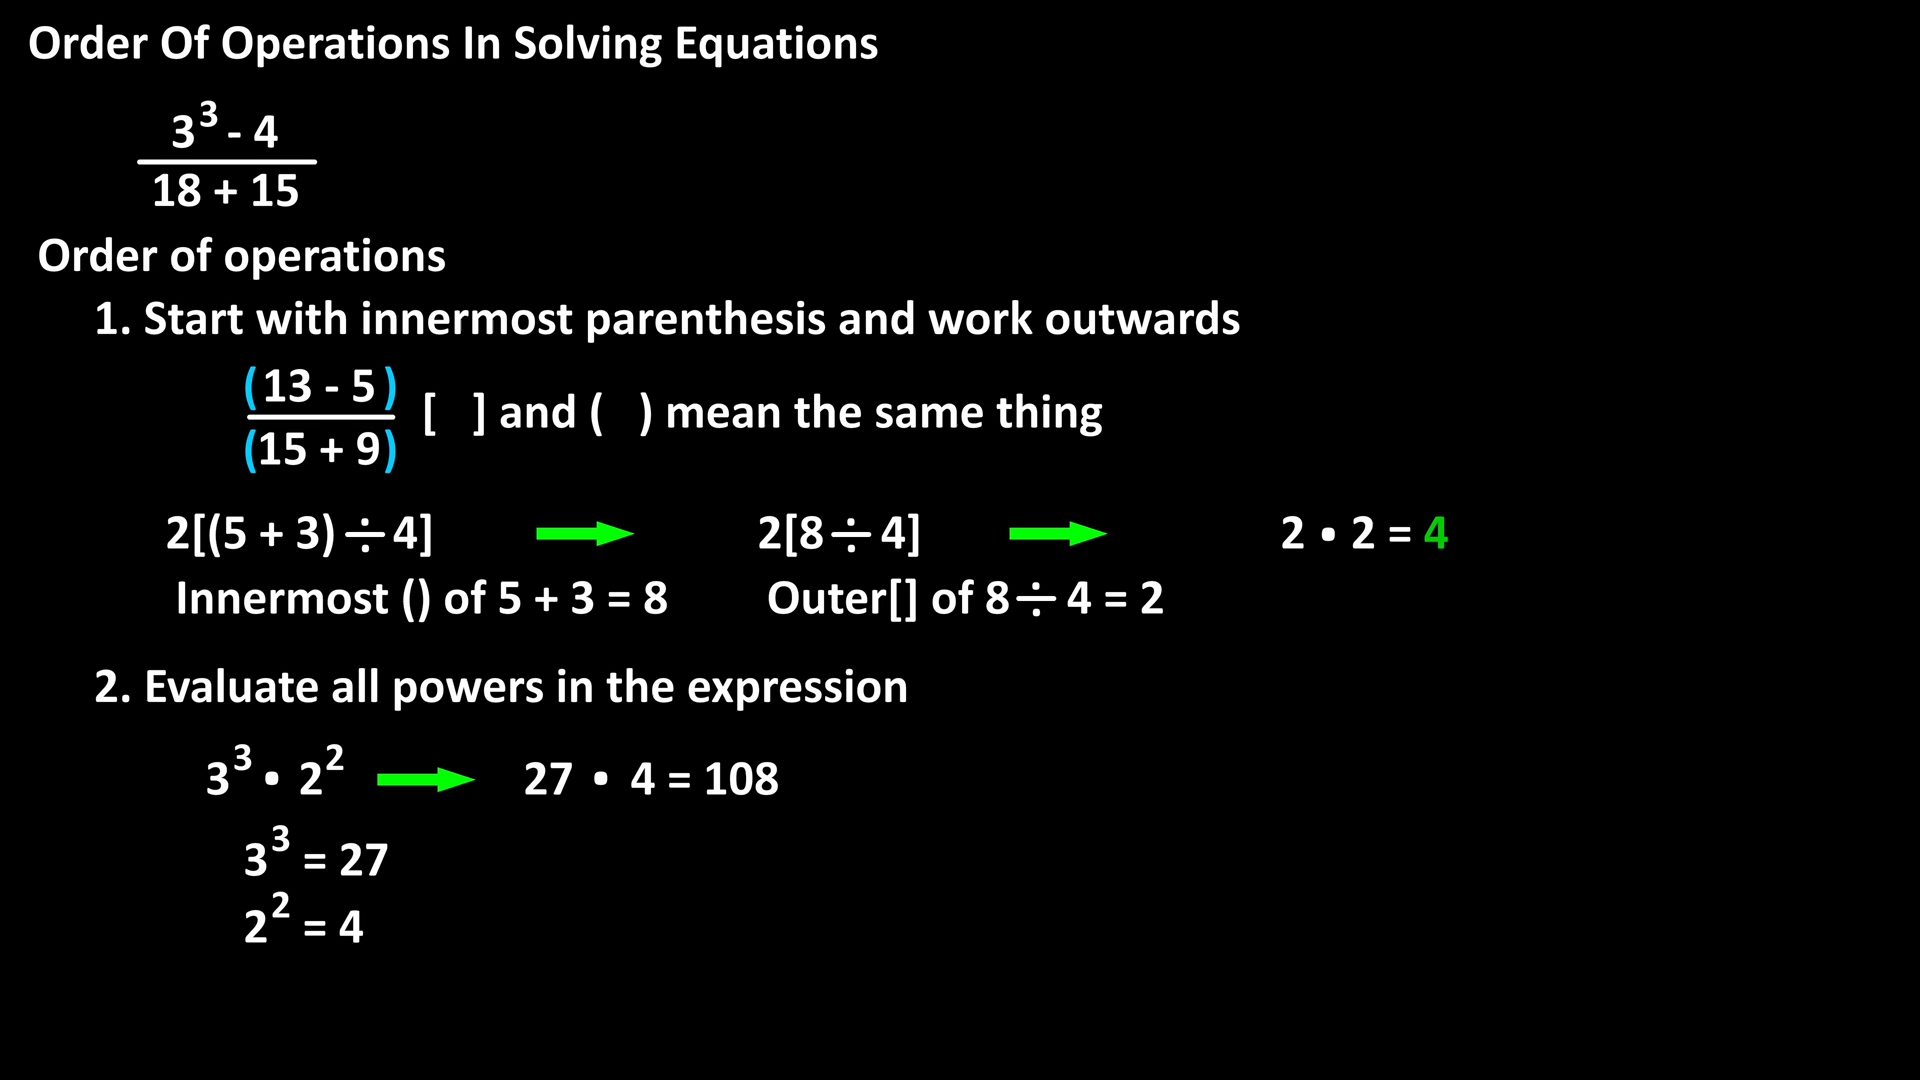 Order Of Operations In Solving Equations
3³ - 4
18 + 15
Order of operations
1. Start with innermost parenthesis and work outwards
(13 - 5)
[ ] and ( ) mean the same thing
(15 + 9)
2[(5 + 3) ÷ 4] 2[8 ÷ 4] 2 • 2 = 4
Innermost () of 5 + 3 = 8 Outer[] of 8 ÷ 4 = 2
2. Evaluate all powers in the expression
3³ • 2² 27 • 4 = 108
3³ = 27
2² = 4